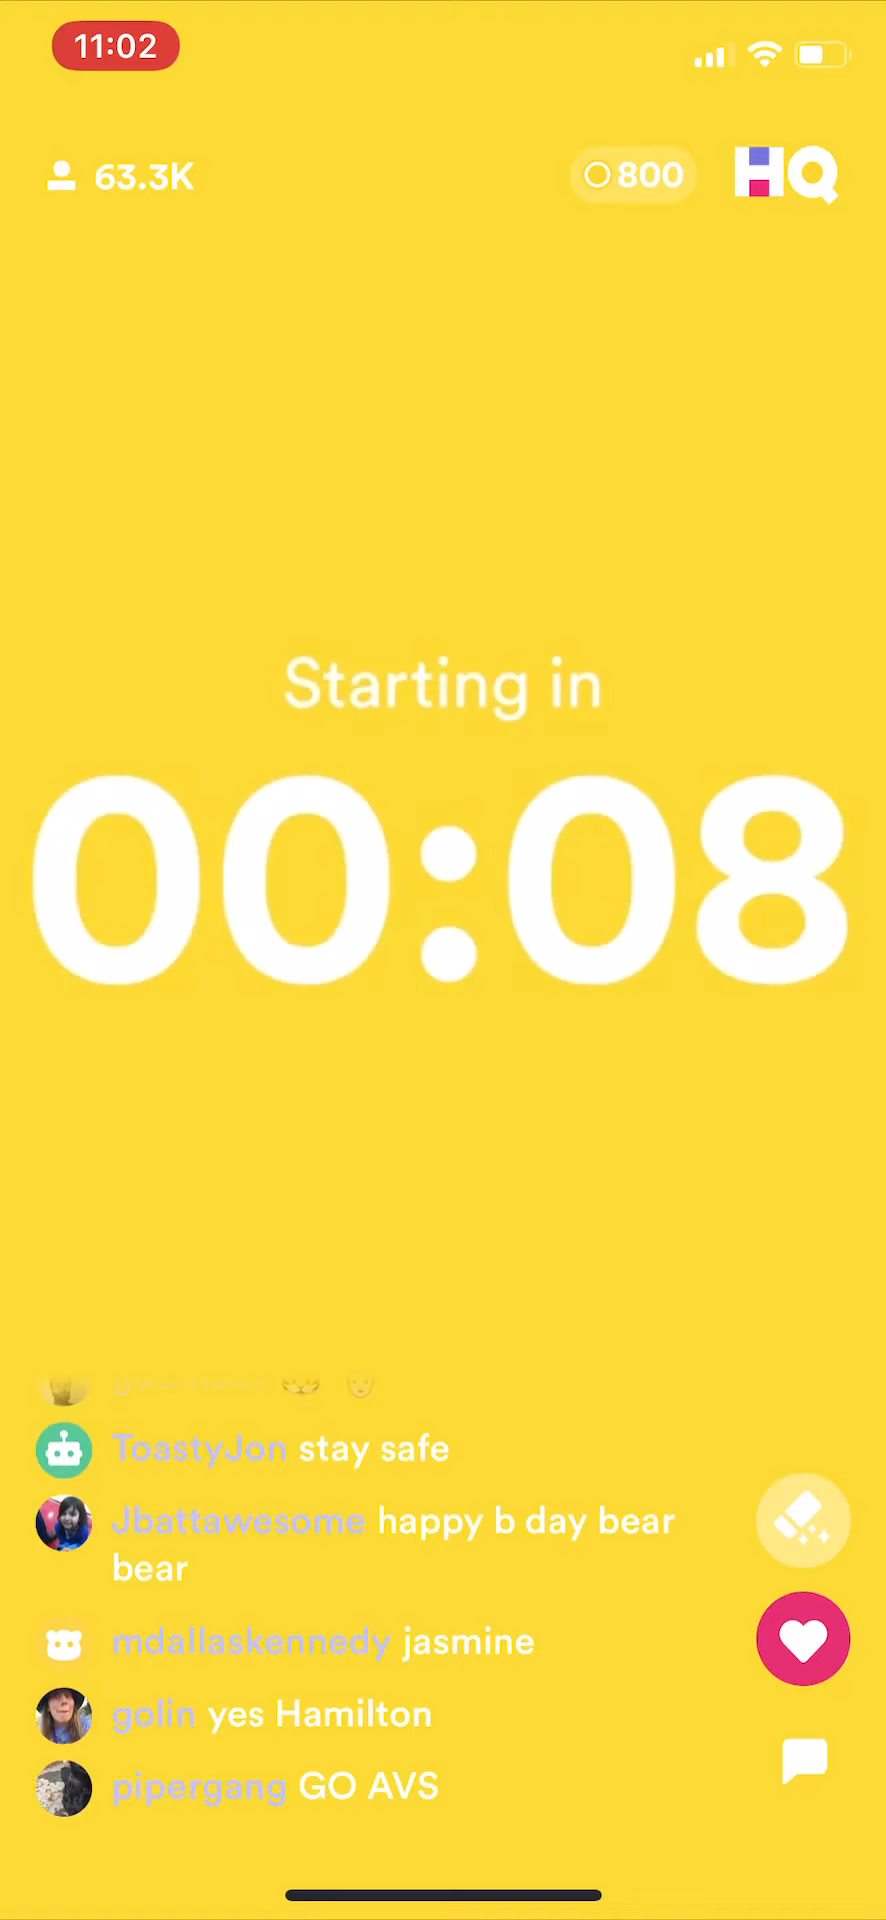 11:02
63.3K
800
HQ
Starting in
00:08
ToastyJon stay safe
Jbattawesome happy b day bear
bear
mdallaskennedy jasmine
golin yes Hamilton
pipergang GO AVS